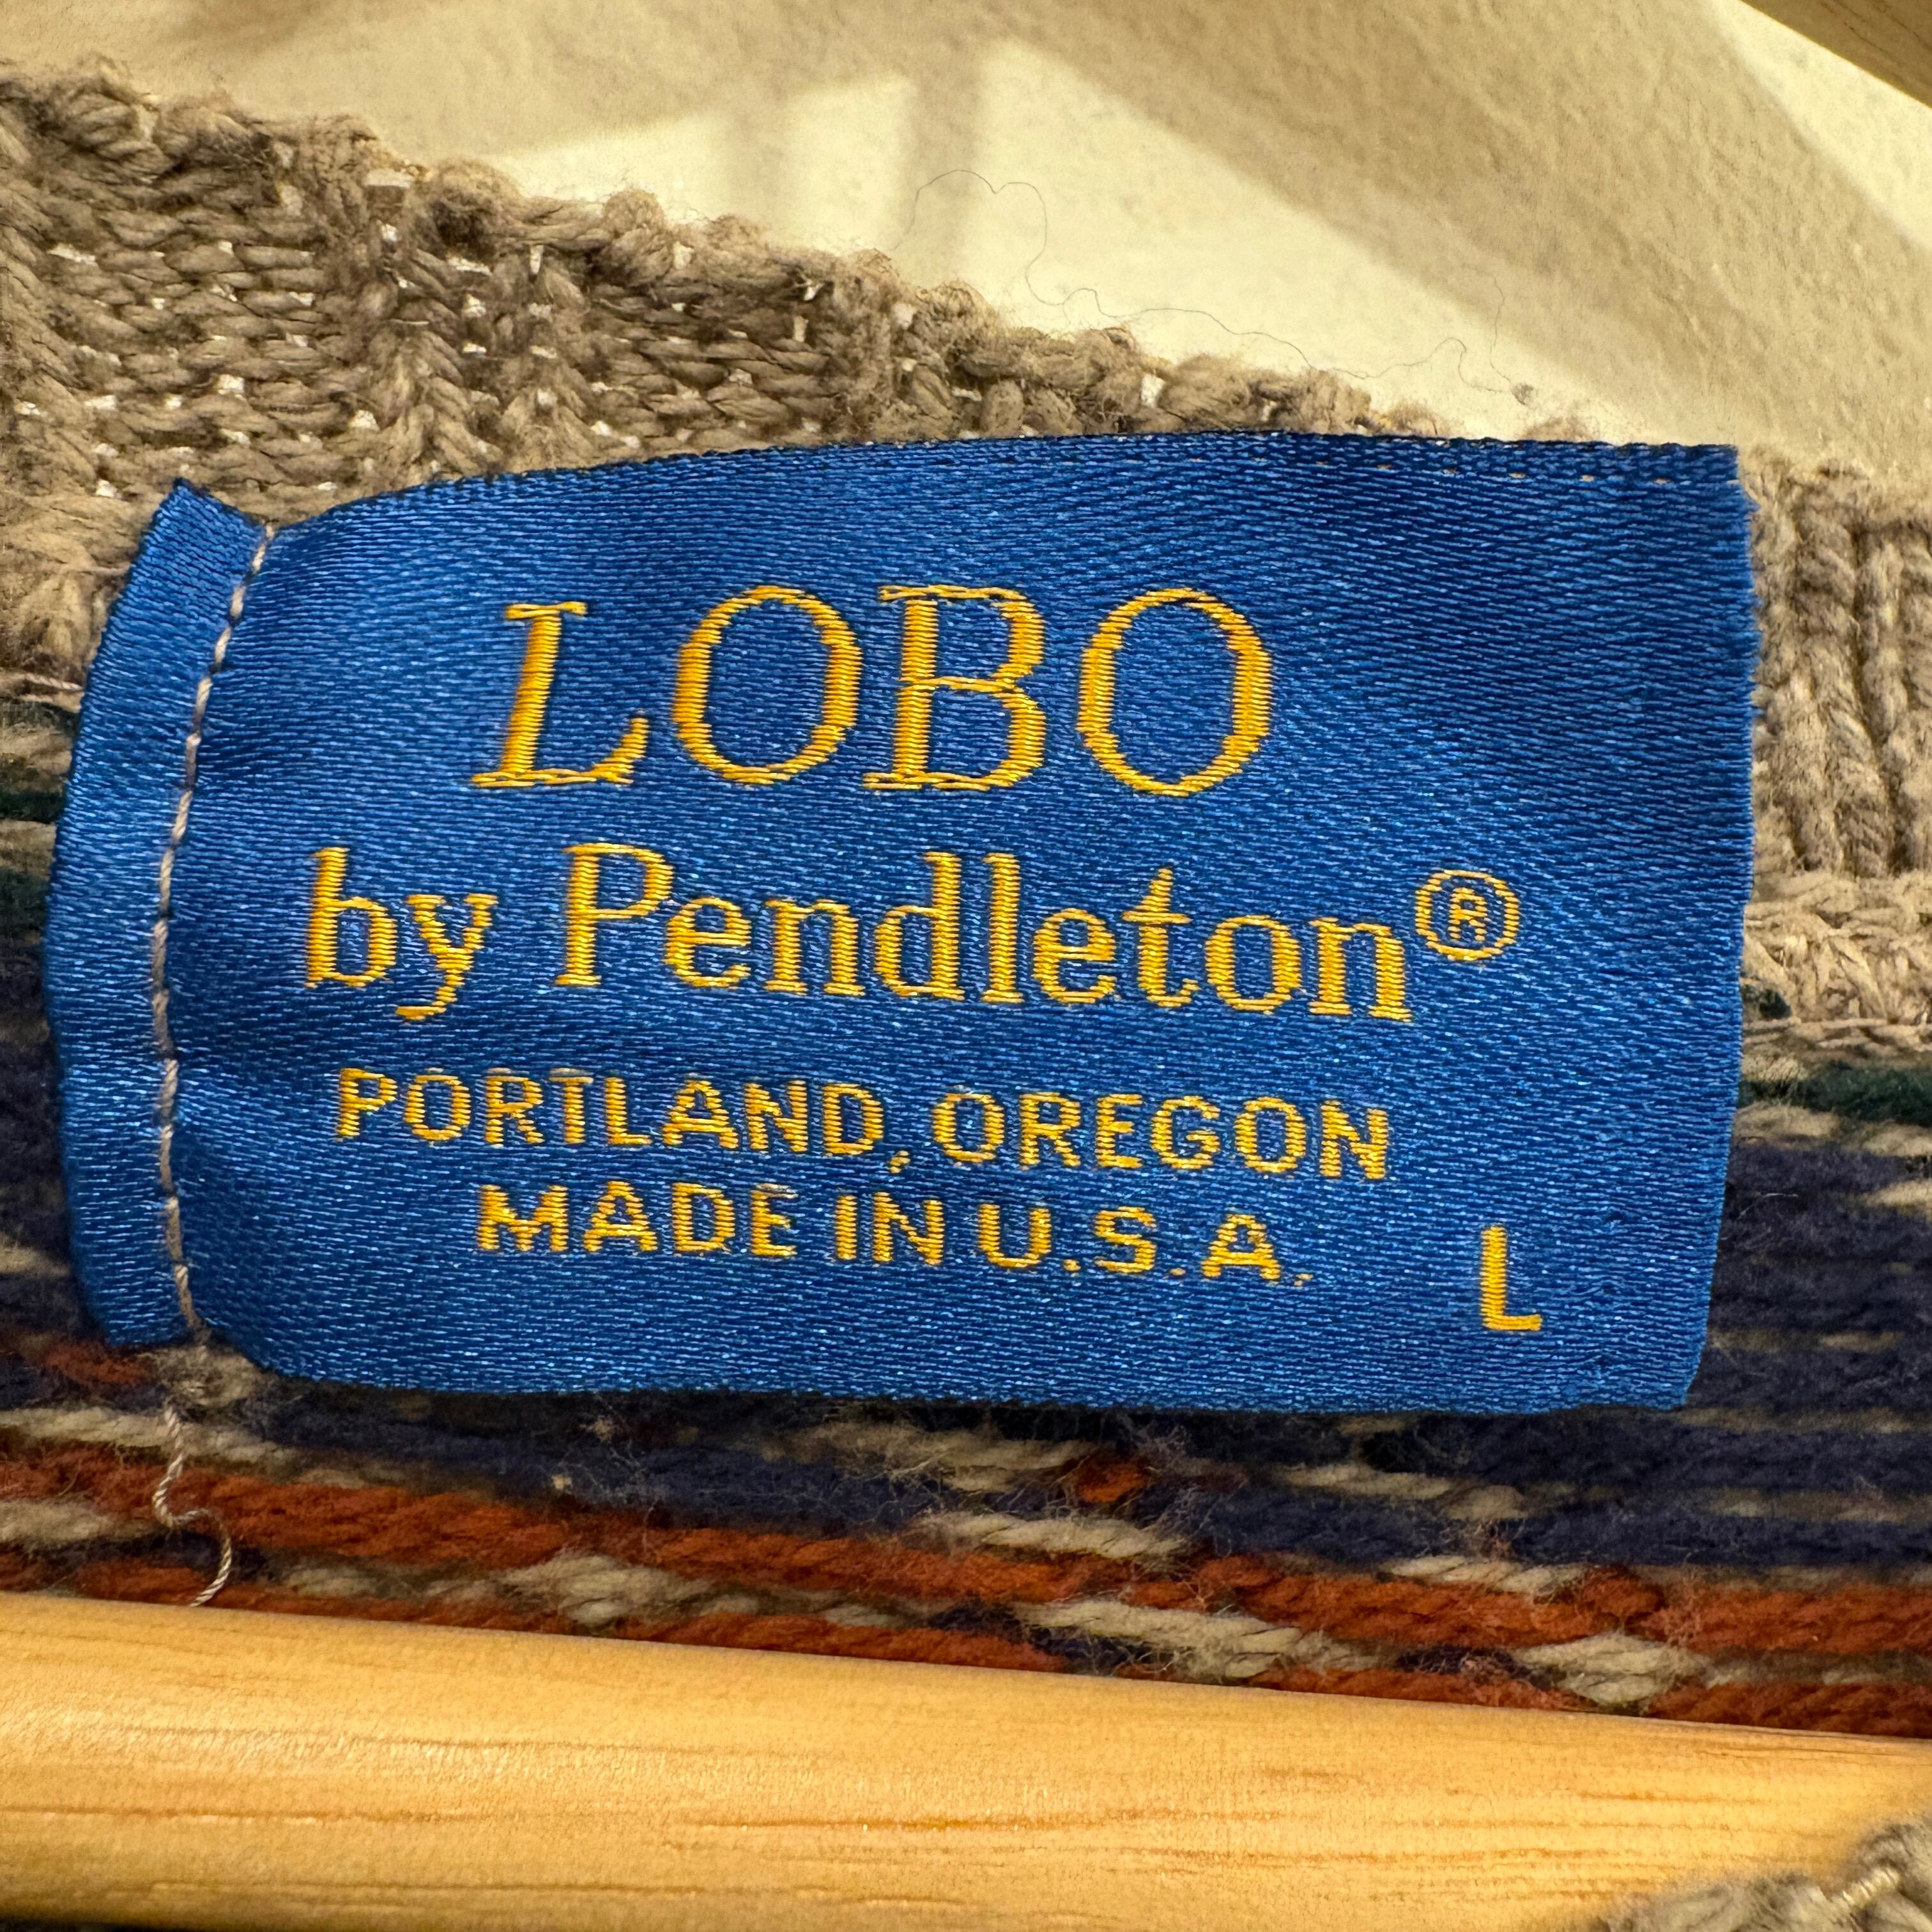 LOBO
by Pendleton®
PORTLAND, OREGON
MADE IN U.S.A.
L